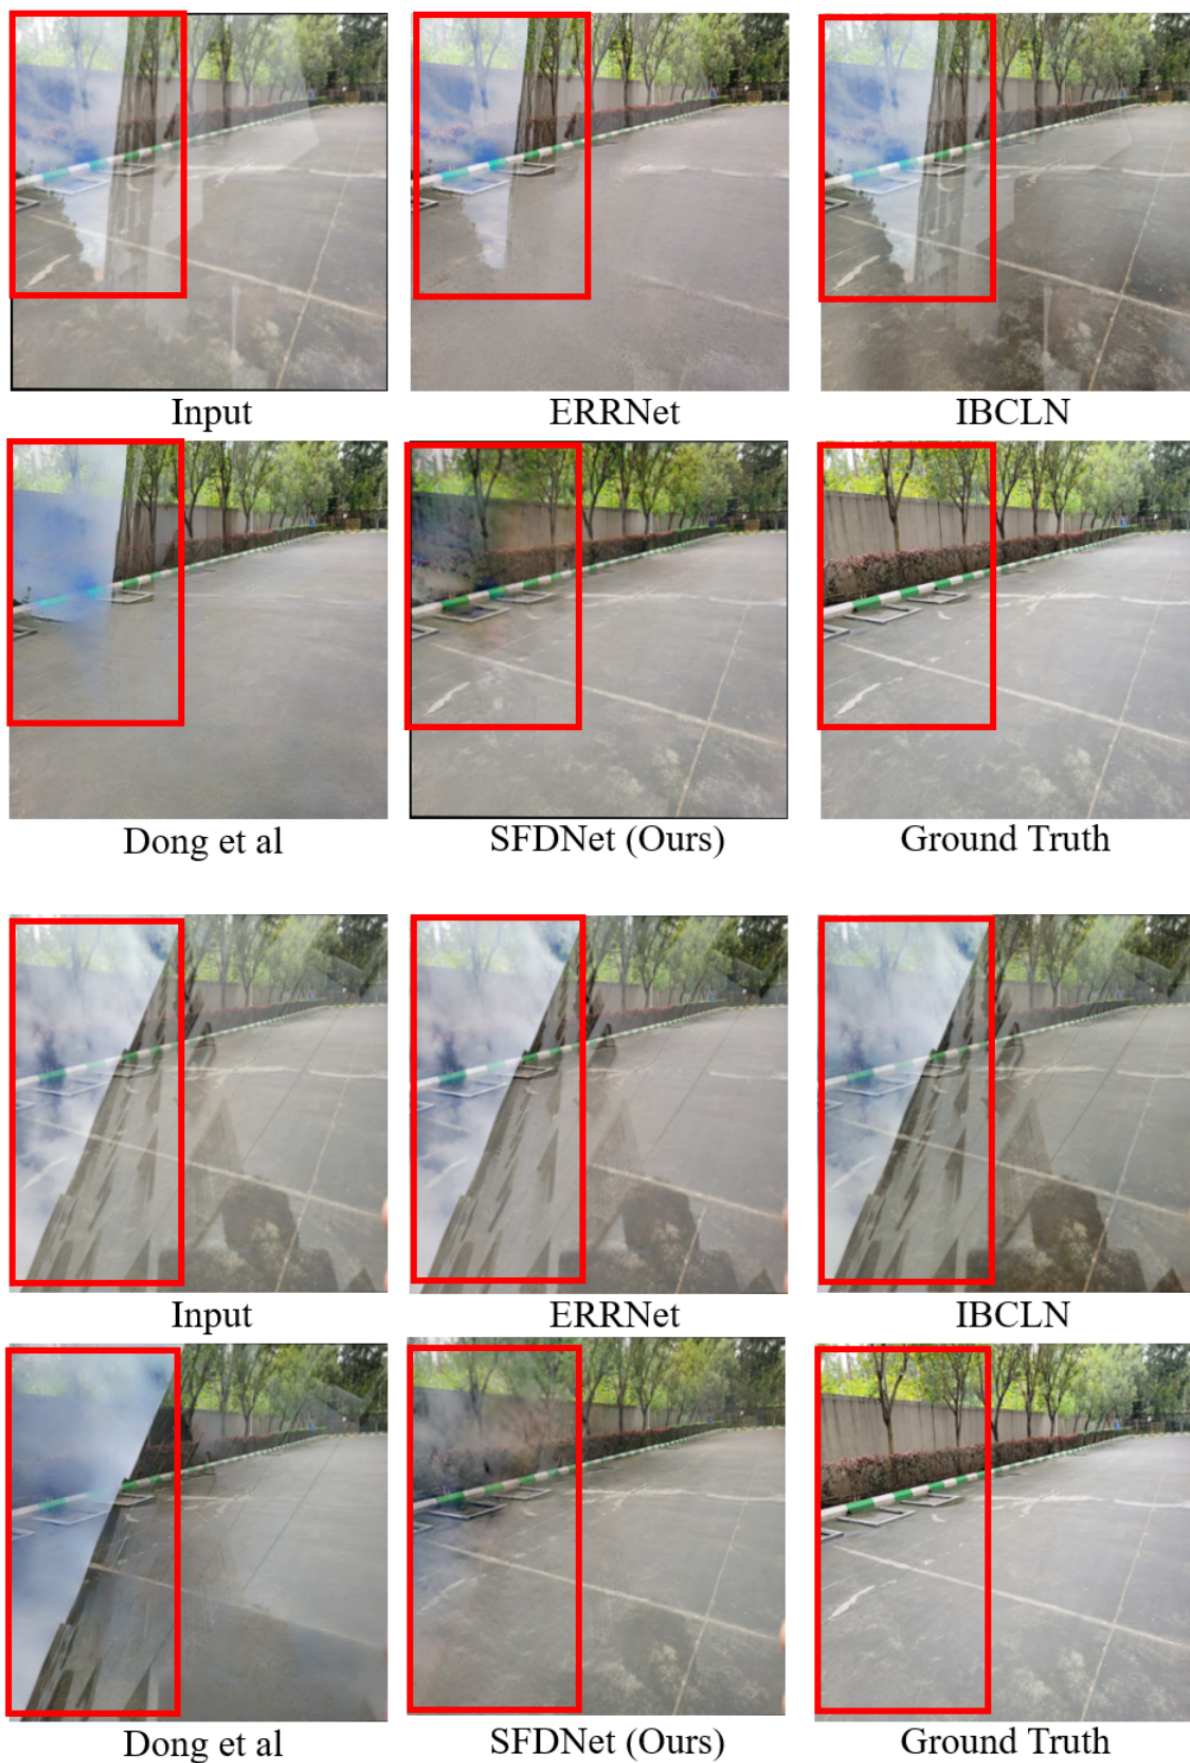 Input
ERRNet
IBCLN
Dong et al
SFDNet (Ours)
Ground Truth
Input
ERRNet
IBCLN
Dong et al
SFDNet (Ours)
Ground Truth